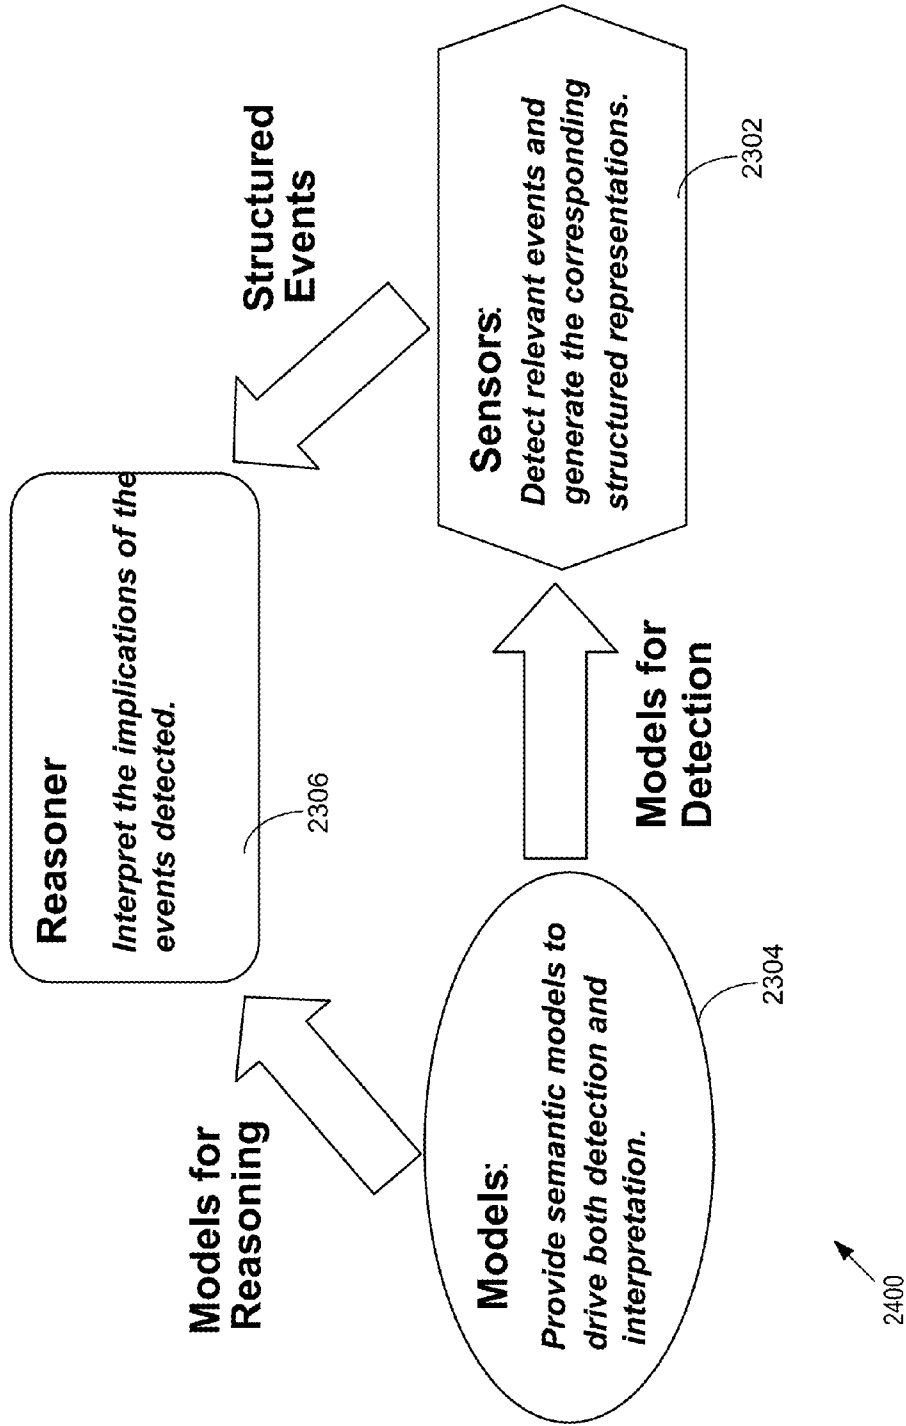 Reasoner
Interpret the implications of the
events detected.
2306
Models for
Reasoning
Structured
Events
Models:
Provide semantic models to
drive both detection and
interpretation.
2304
Models for
Detection
Sensors:
Detect relevant events and
generate the corresponding
structured representations.
2302
2400